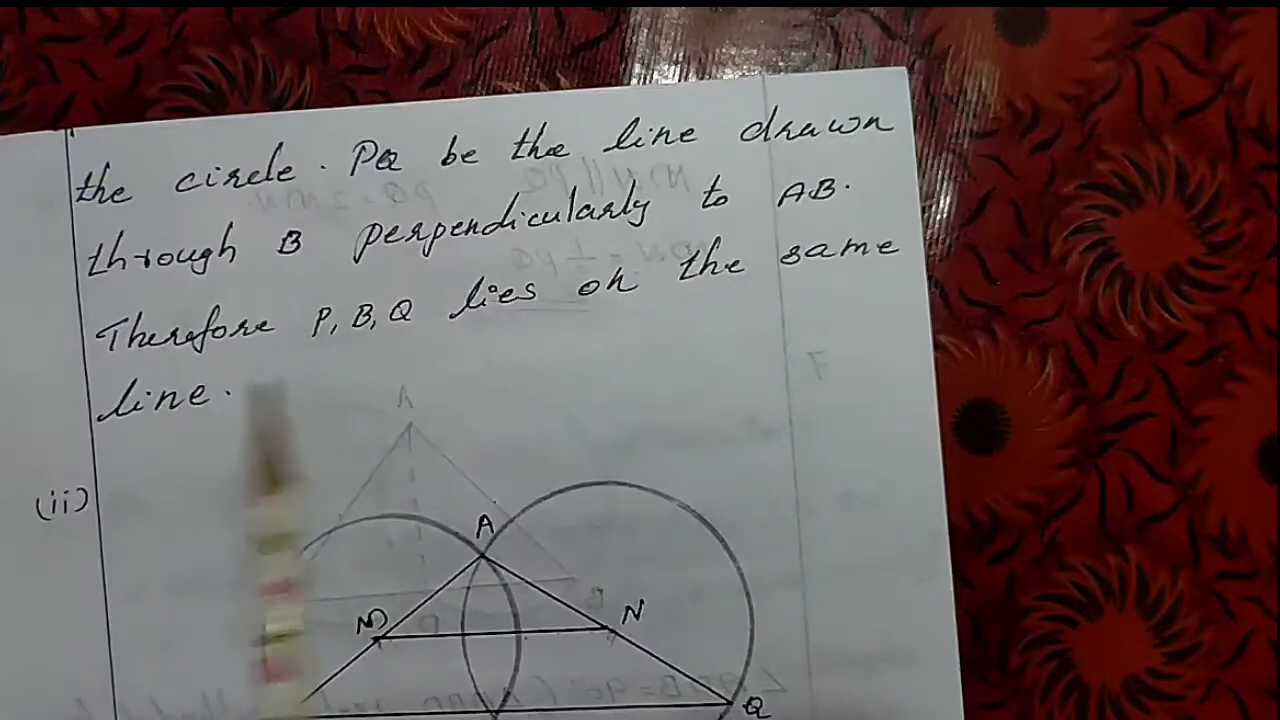 the circle. PQ be the line drawn
through B perpendicularly to AB.
Therefore P, B, Q lies on the same
line.
(ii)
A
M
N
Q